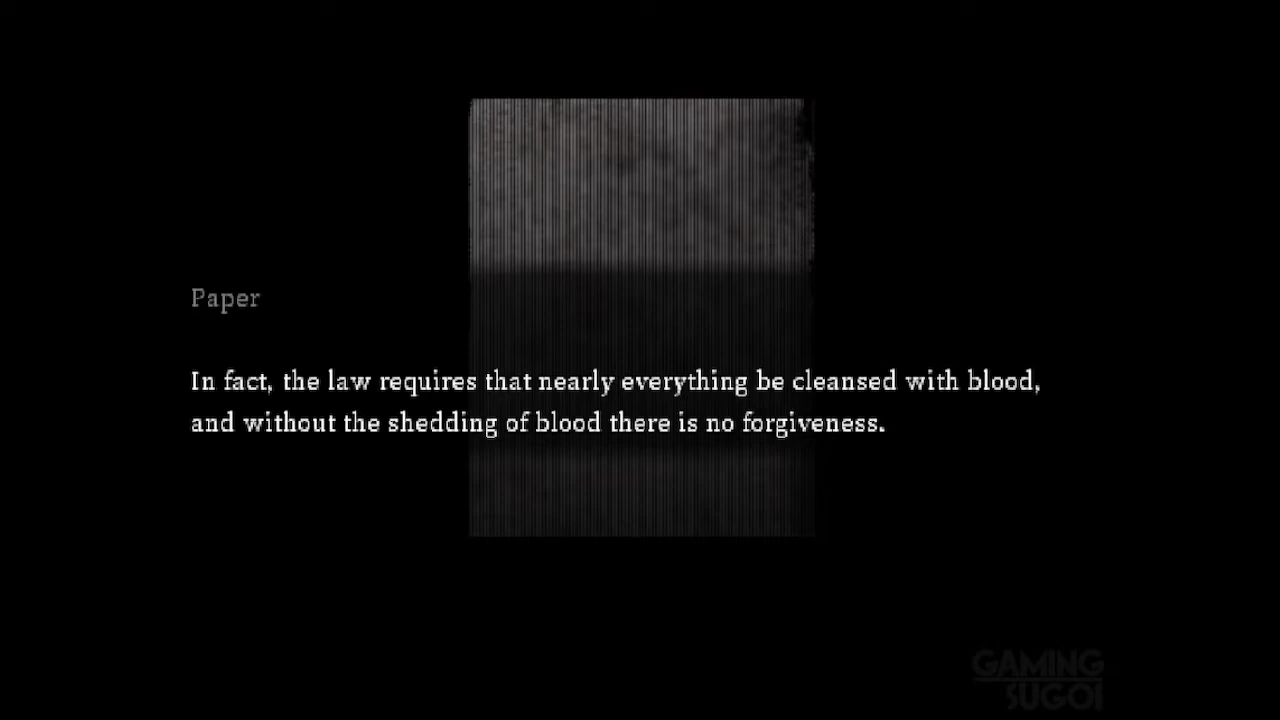 Paper
In fact, the law requires that nearly everything be cleansed with blood,
and without the shedding of blood there is no forgiveness.
GAMING
SUGOI